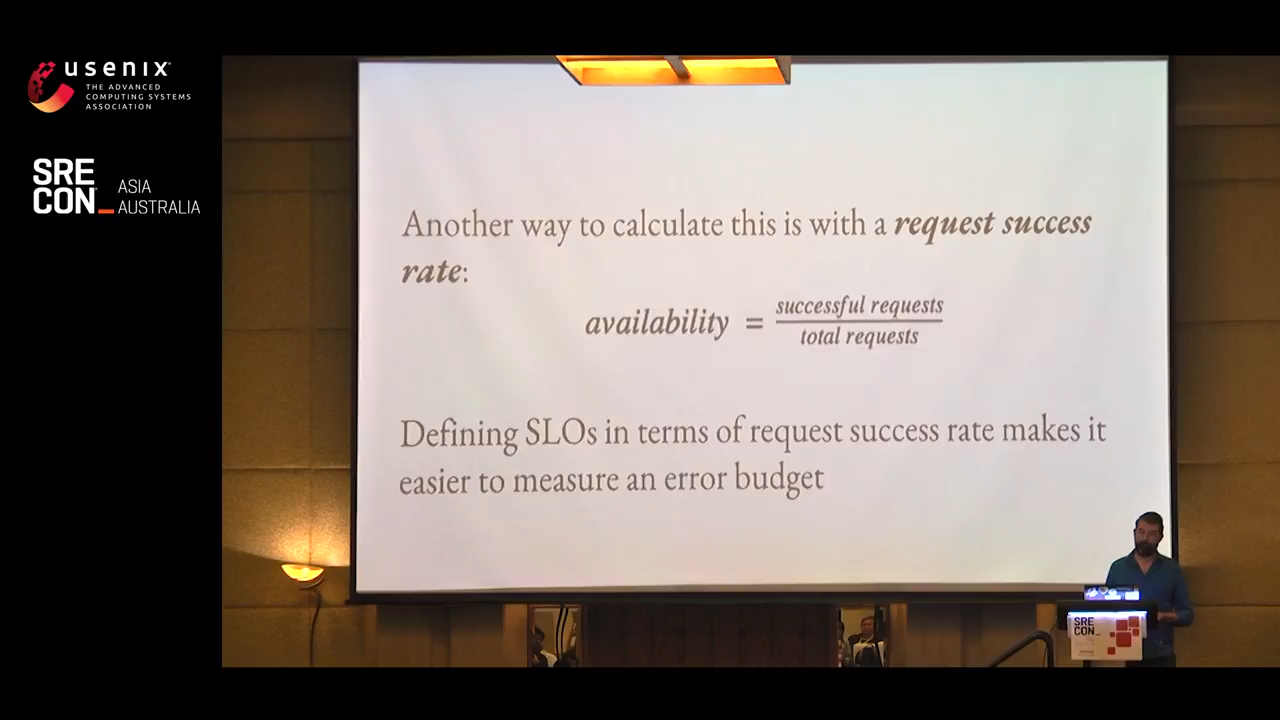 usenix
THE ADVANCED
COMPUTING SYSTEMS
ASSOCIATION
SRE
CON_
ASIA
AUSTRALIA
Another way to calculate this is with a request success
rate:
availability = successful requests
total requests
Defining SLOs in terms of request success rate makes it
easier to measure an error budget
SRE
CON_